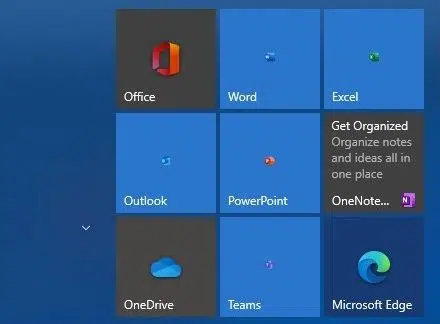 Office
Word
Excel
Outlook
PowerPoint
Get Organized
Organize notes
and ideas all in
one place
OneNote...
OneDrive
Teams
Microsoft Edge